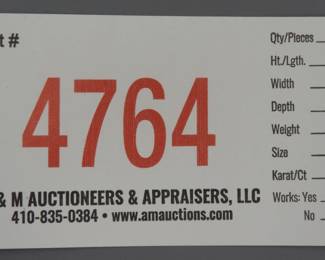 t #
4764
& M AUCTIONEERS & APPRAISERS, LLC
410-835-0384 • www.amauctions.com
Qty/Pieces
Ht./Lgth.
Width
Depth
Weight
Size
Karat/Ct
Works: Yes
No